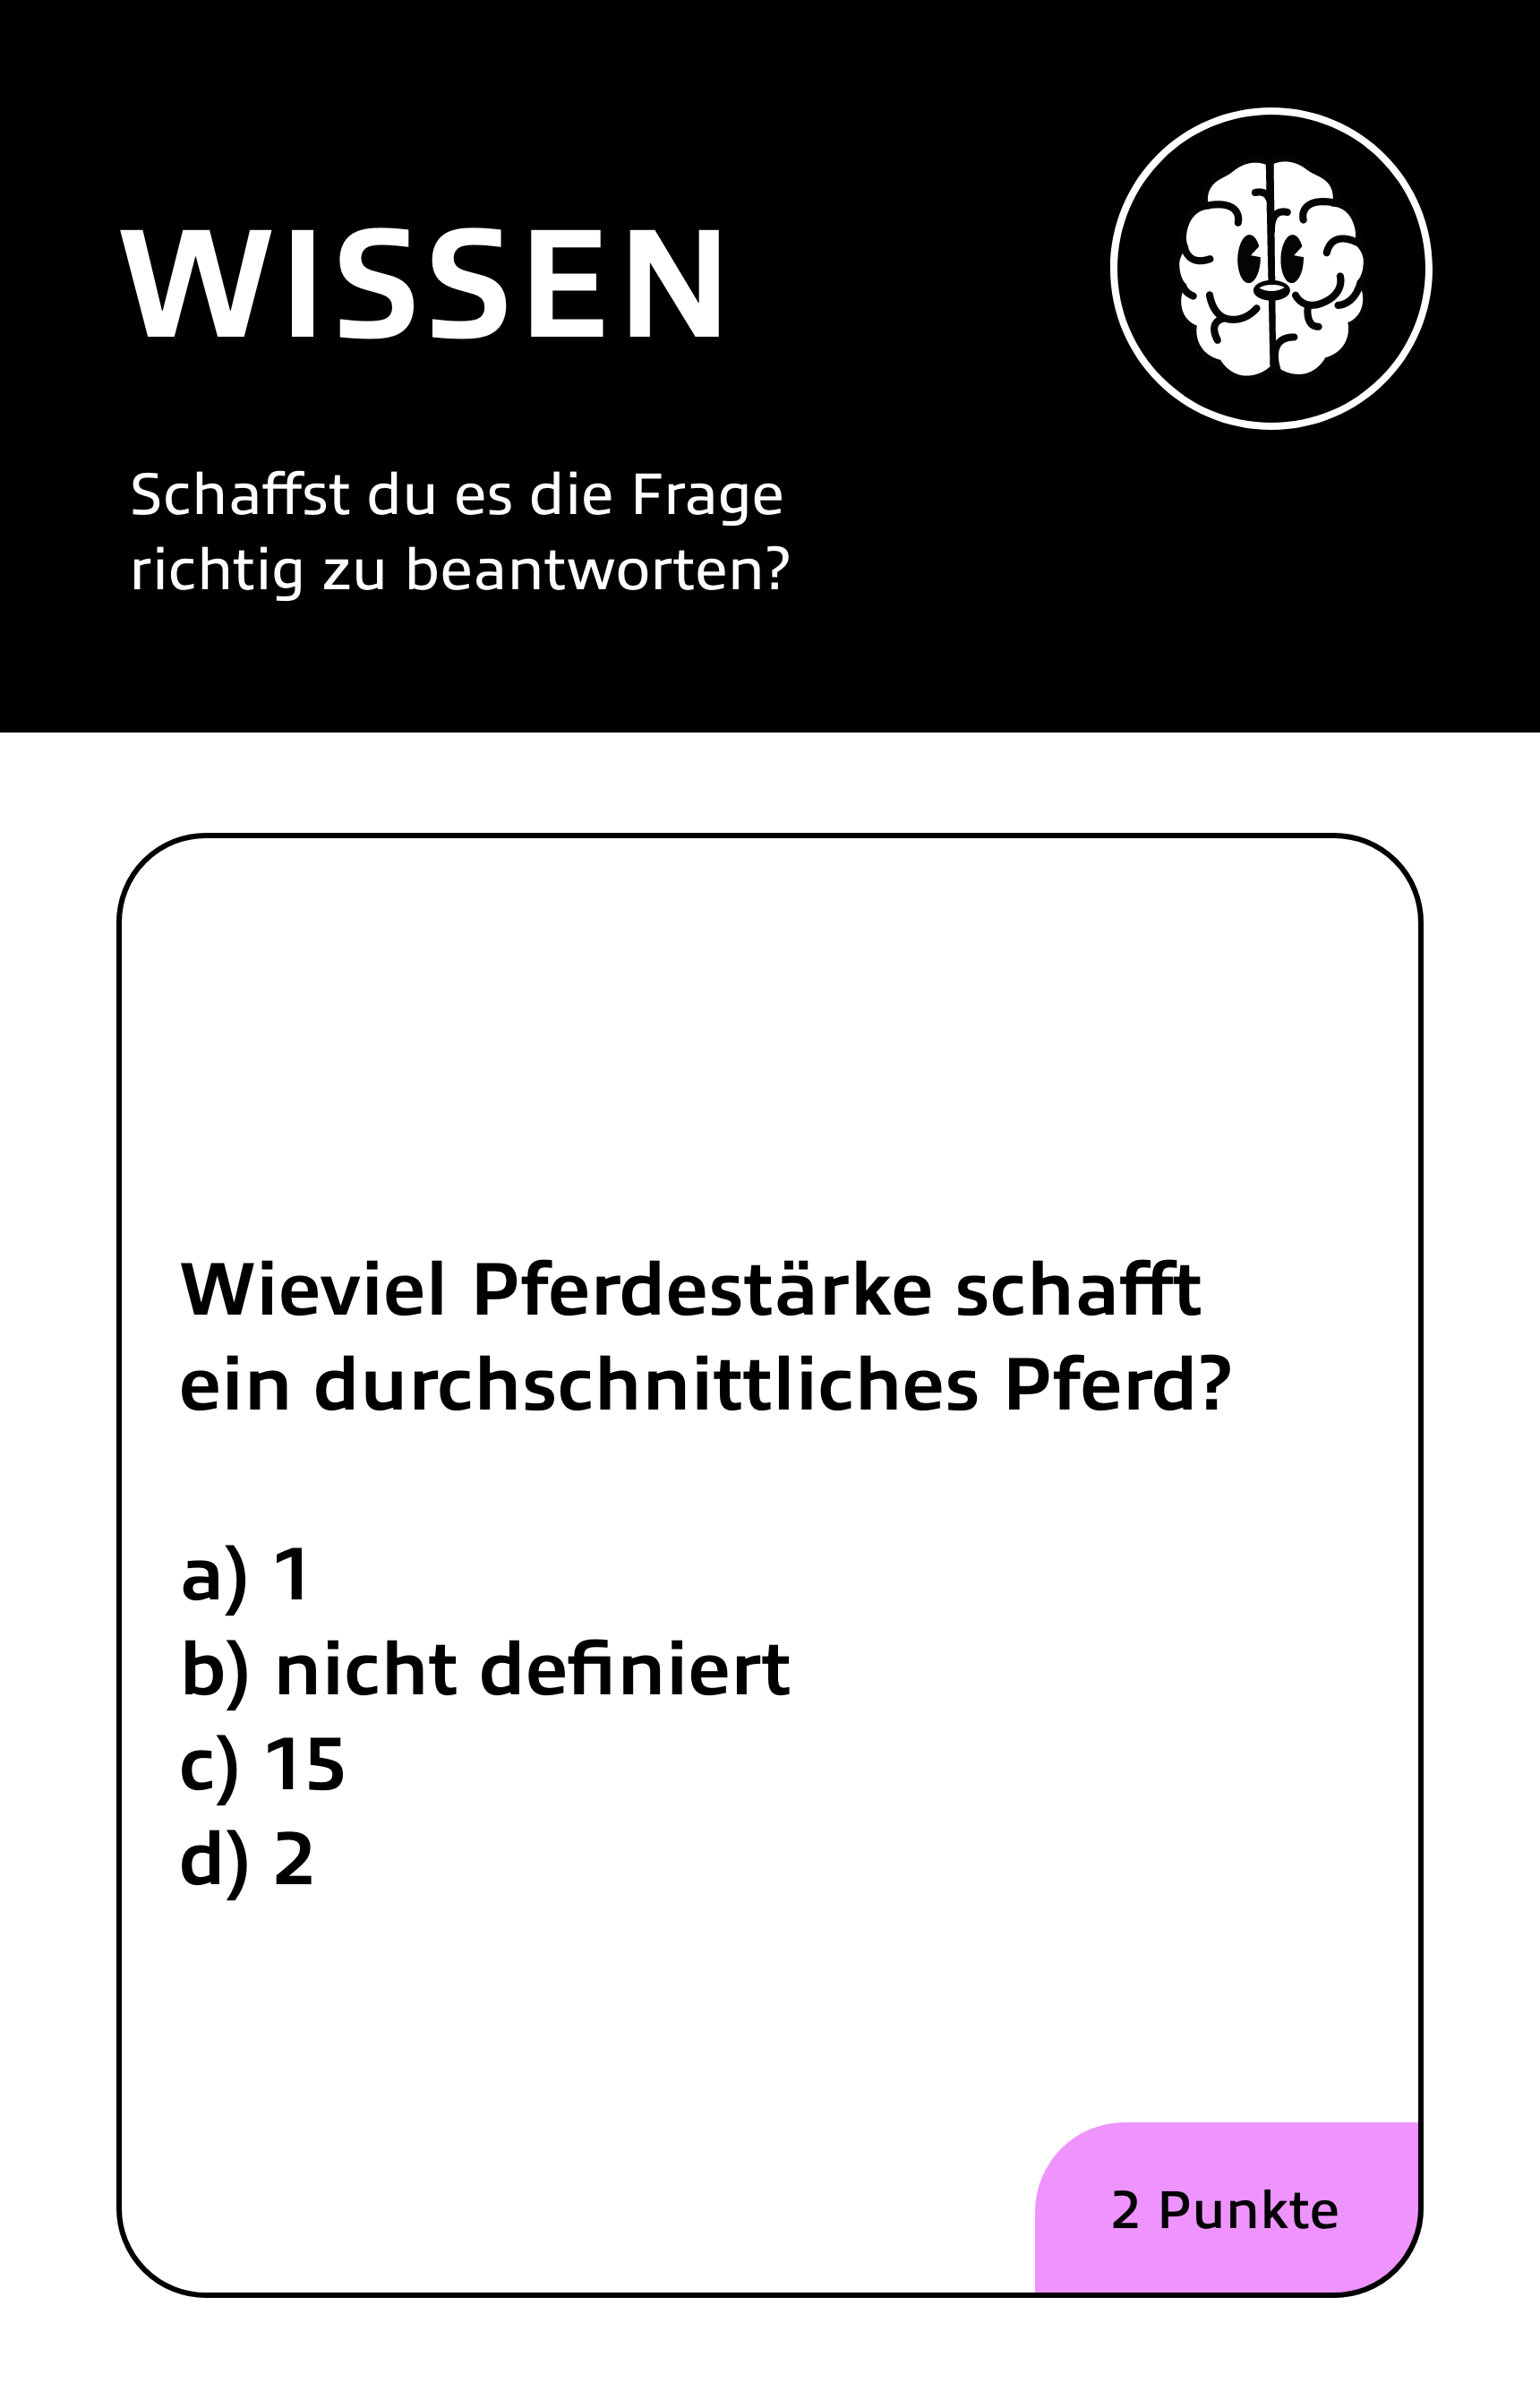 WISSEN
Schaffst du es die Frage
richtig zu beantworten?
Wieviel Pferdestärke schafft
ein durchschnittliches Pferd?
a) 1
b) nicht definiert
c) 15
d) 2
2 Punkte